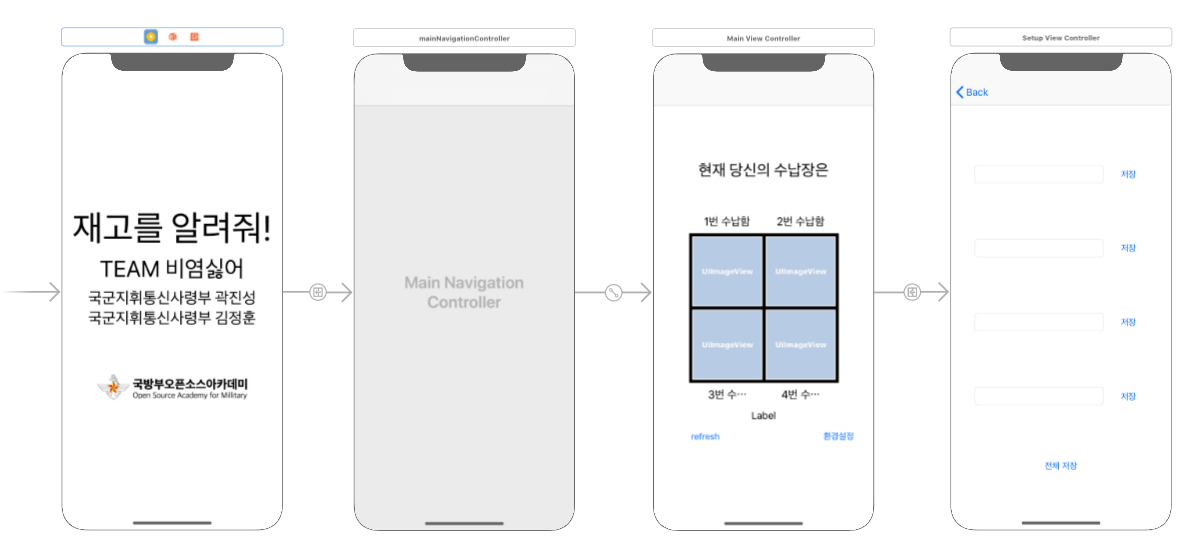 mainNavigationController
Main View Controller
Setup View Controller
재고를 알려줘!
TEAM 비염싫어
국군지휘통신사령부 곽진성
국군지휘통신사령부 김정훈
국방부오픈소스아카데미
Open Source Academy for Military
Main Navigation
Controller
현재 당신의 수납장은
1번 수납함
2번 수납함
UIImageView
UIImageView
UIImageView
UIImageView
3번 수…
4번 수…
Label
refresh
환경설정
Back
저장
저장
저장
저장
전체 저장